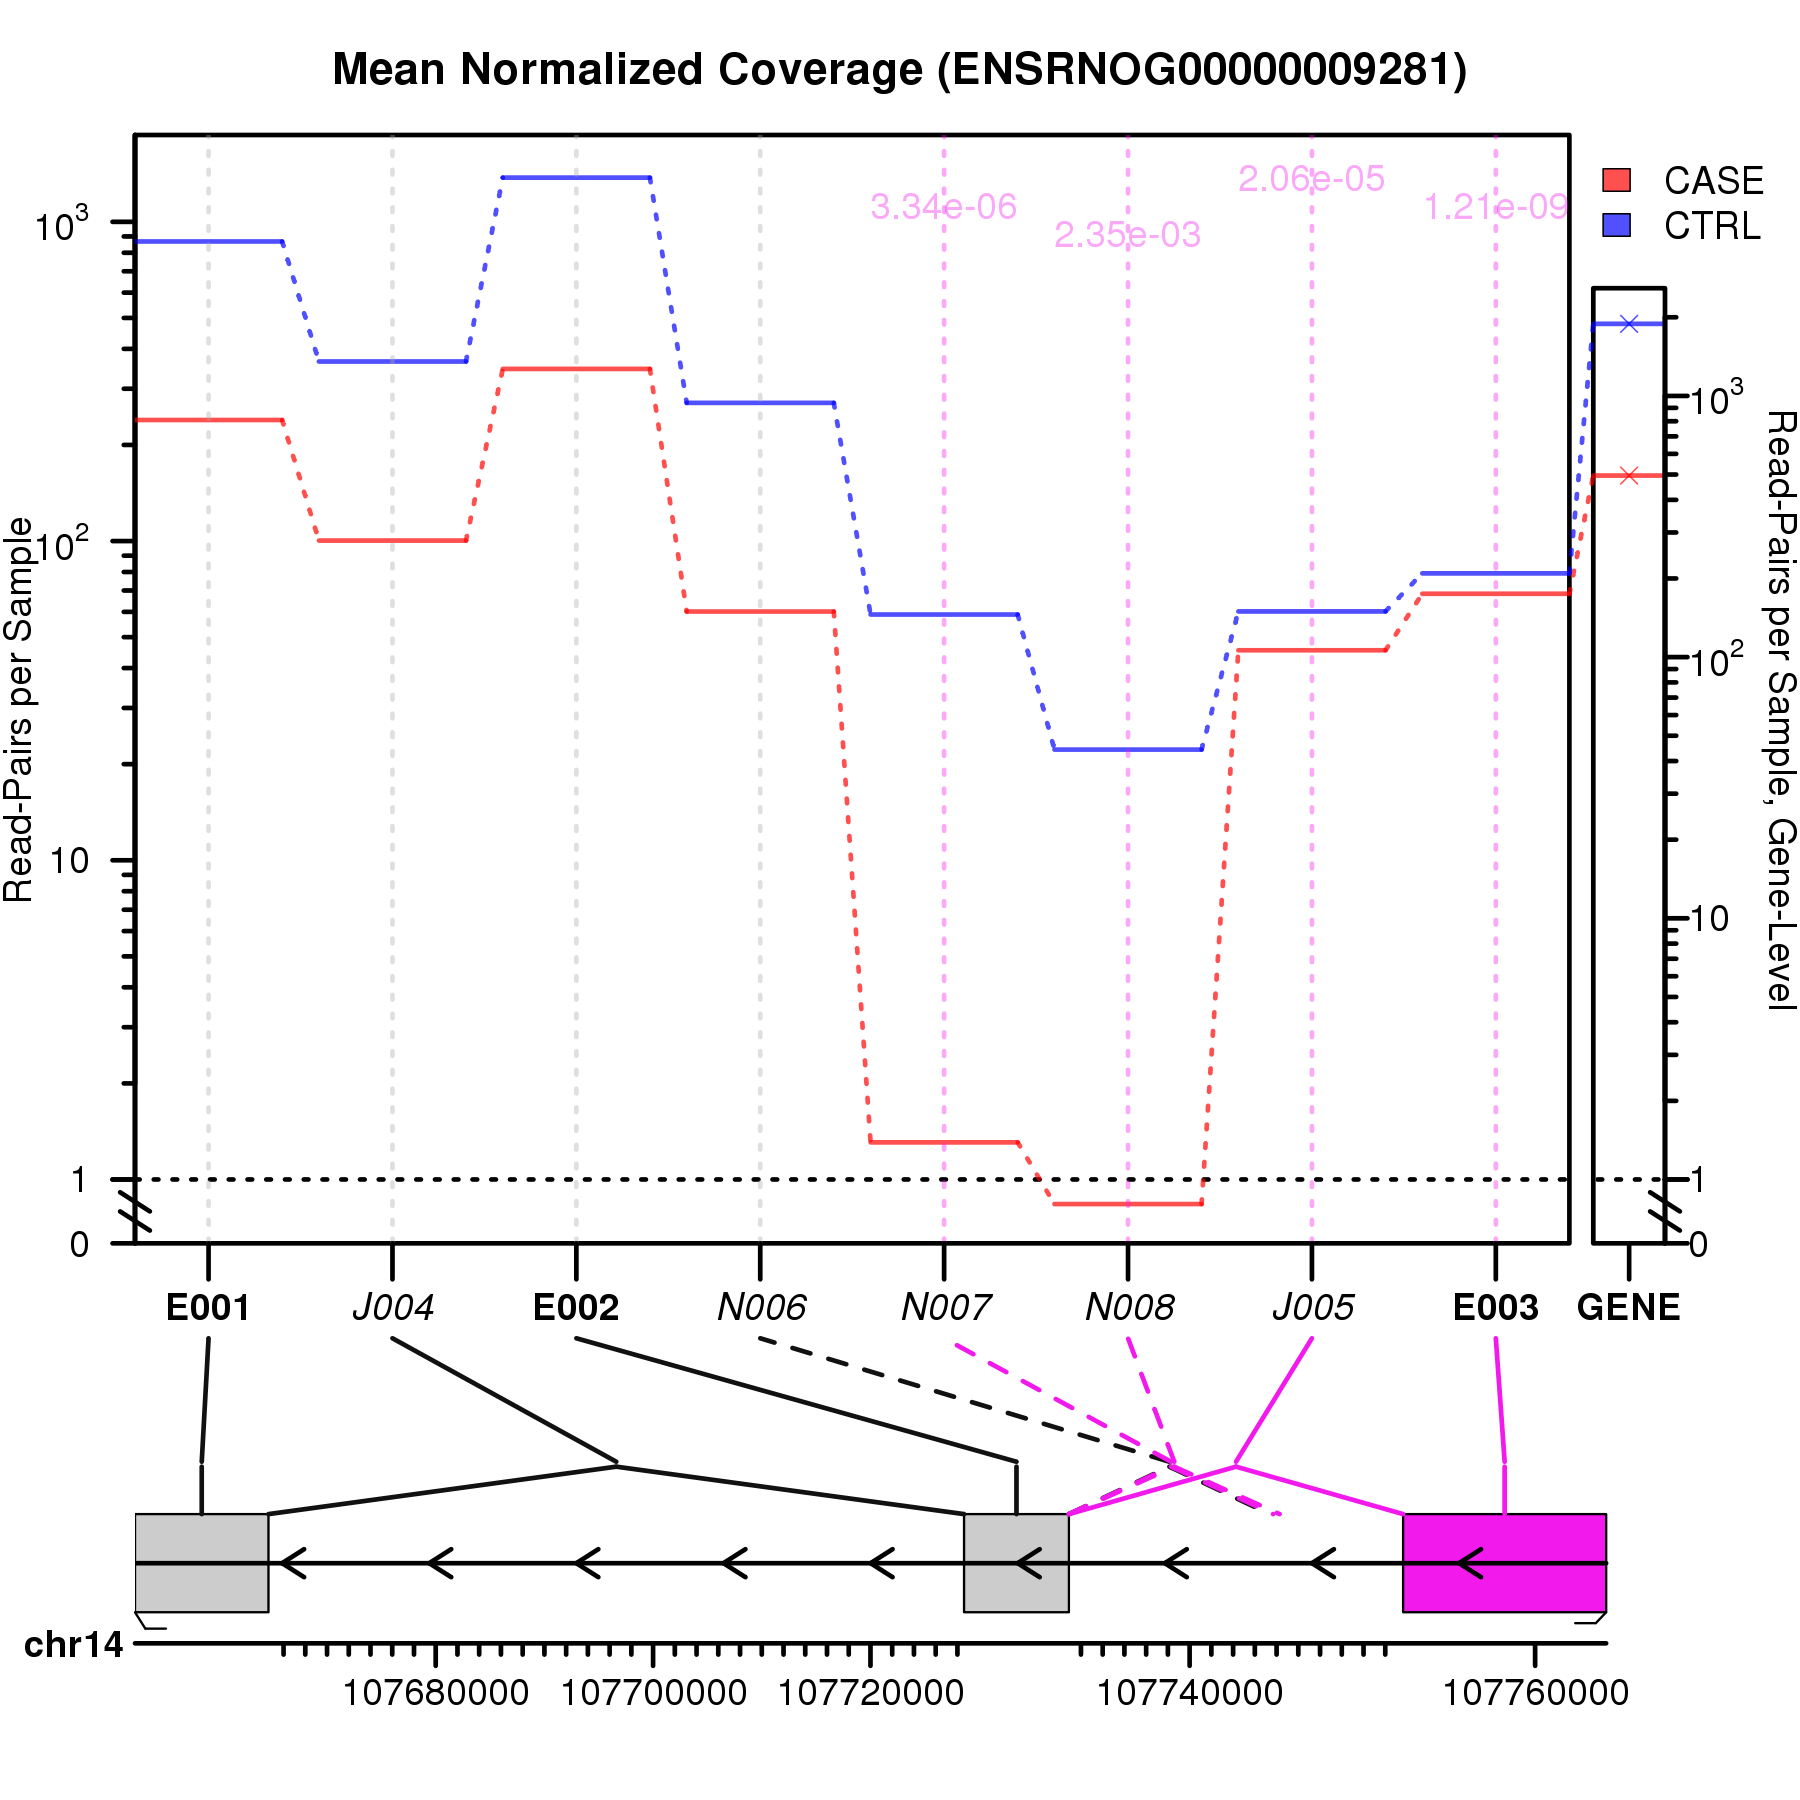 Mean Normalized Coverage (ENSRNOG00000009281)
CASE
CTRL
3.34e-06
2.35e-03
2.06e-05
1.21e-09
Read-Pairs per Sample
10³
10²
10
1
0
10³
10²
10
1
0
Read-Pairs per Sample, Gene-Level
E001 J004 E002 N006 N007 N008 J005 E003 GENE
chr14
107680000 107700000 107720000 107740000 107760000